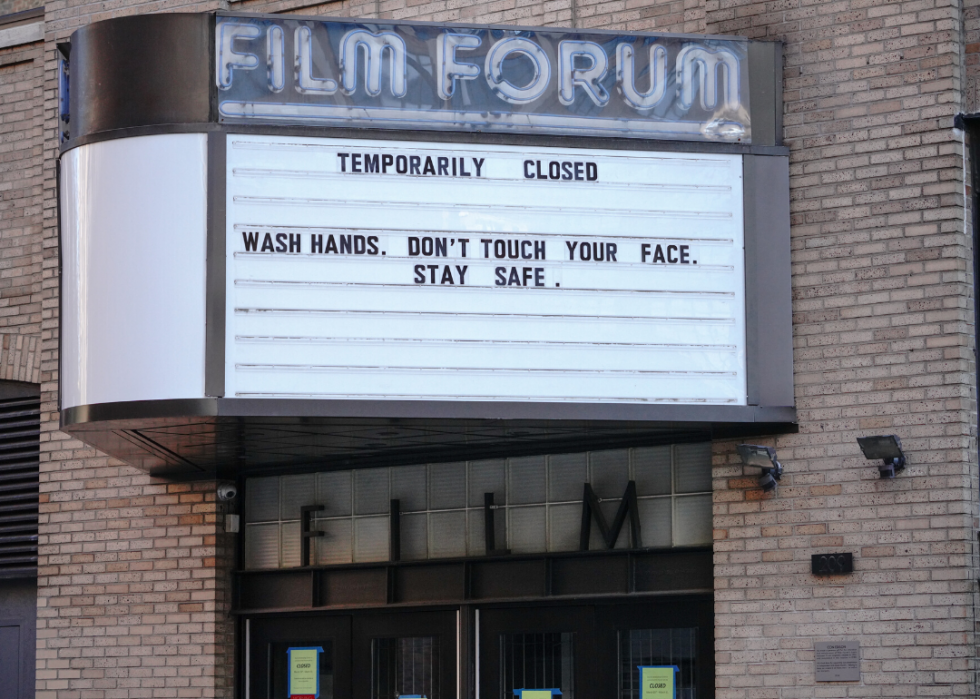 FILM FORUM
TEMPORARILY CLOSED
WASH HANDS. DON'T TOUCH YOUR FACE.
STAY SAFE.
FILM
CLOSED
CLOSED